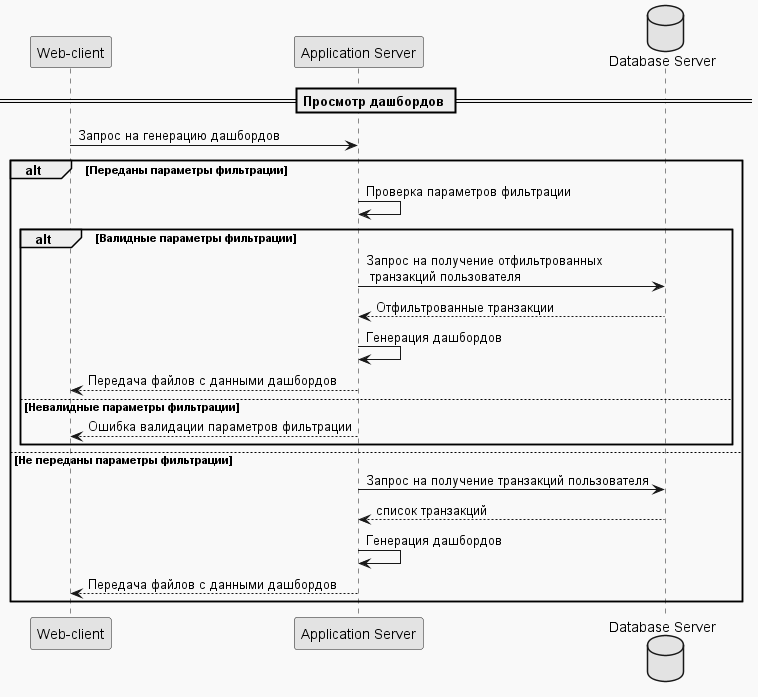 Web-client
Application Server
Database Server
Просмотр дашбордов
Запрос на генерацию дашбордов
alt
[Переданы параметры фильтрации]
Проверка параметров фильтрации
alt
[Валидные параметры фильтрации]
Запрос на получение отфильтрованных
транзакций пользователя
Отфильтрованные транзакции
Генерация дашбордов
Передача файлов с данными дашбордов
[Невалидные параметры фильтрации]
Ошибка валидации параметров фильтрации
[Не переданы параметры фильтрации]
Запрос на получение транзакций пользователя
список транзакций
Генерация дашбордов
Передача файлов с данными дашбордов
Web-client
Application Server
Database Server